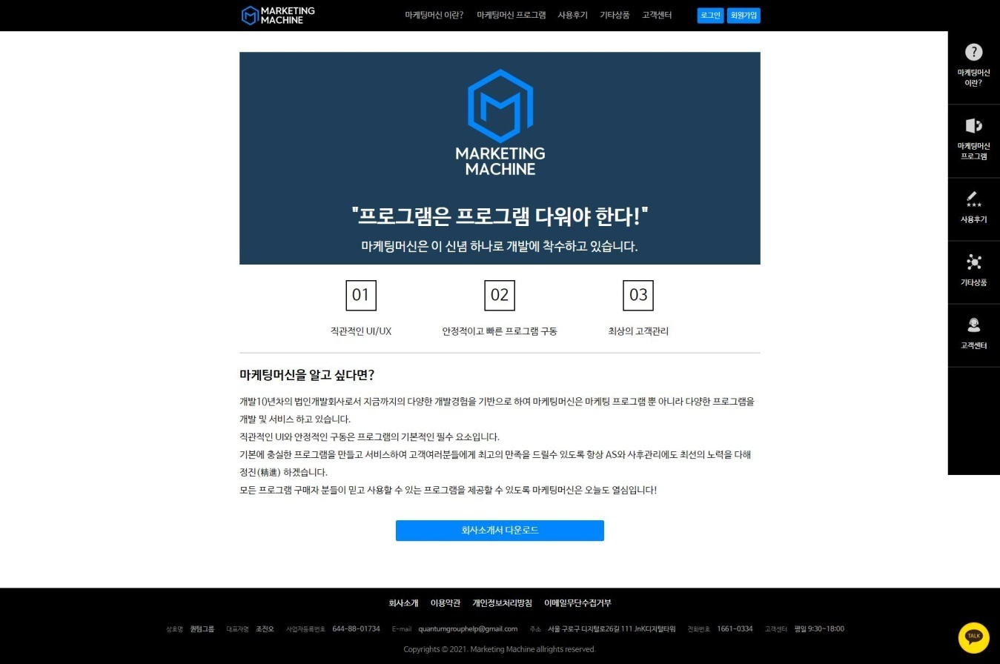 MARKETING
MACHINE
마케팅머신 이란? 마케팅머신 프로그램 사용후기 기타상품 고객센터 로그인 회원가입
?
마케팅머신
이란?
마케팅머신
프로그램
사용후기
기타상품
고객센터
MARKETING
MACHINE
"프로그램은 프로그램 다워야 한다!"
마케팅머신은 이 신념 하나로 개발에 착수하고 있습니다.
01 02 03
직관적인 UI/UX 안정적이고 빠른 프로그램 구동 최상의 고객관리
마케팅머신을 알고 싶다면?
개발10년차의 법인개발회사로서 지금까지의 다양한 개발경험을 기반으로 하여 마케팅머신은 마케팅 프로그램 뿐 아니라 다양한 프로그램을
개발 및 서비스 하고 있습니다.
직관적인 UI와 안정적인 구동은 프로그램의 기본적인 필수 요소입니다.
기본에 충실한 프로그램을 만들고 서비스하여 고객여러분들에게 최고의 만족을 드릴수 있도록 항상 AS와 사후관리에도 최선의 노력을 다해
정진(精進) 하겠습니다.
모든 프로그램 구매자 분들이 믿고 사용할 수 있는 프로그램을 제공할 수 있도록 마케팅머신은 오늘도 열심입니다!
회사소개서 다운로드
회사소개 이용약관 개인정보처리방침 이메일무단수집거부
상호명 퀀텀그룹 대표자명 조진오 사업자등록번호 644-88-01734 E-mail quantumgrouphelp@gmail.com 주소 서울 구로구 디지털로26길 111 JnK디지털타워 전화번호 1661-0334 고객센터 평일 9:30~18:00
Copyrights © 2021. Marketing Machine allrights reserved.
TALK